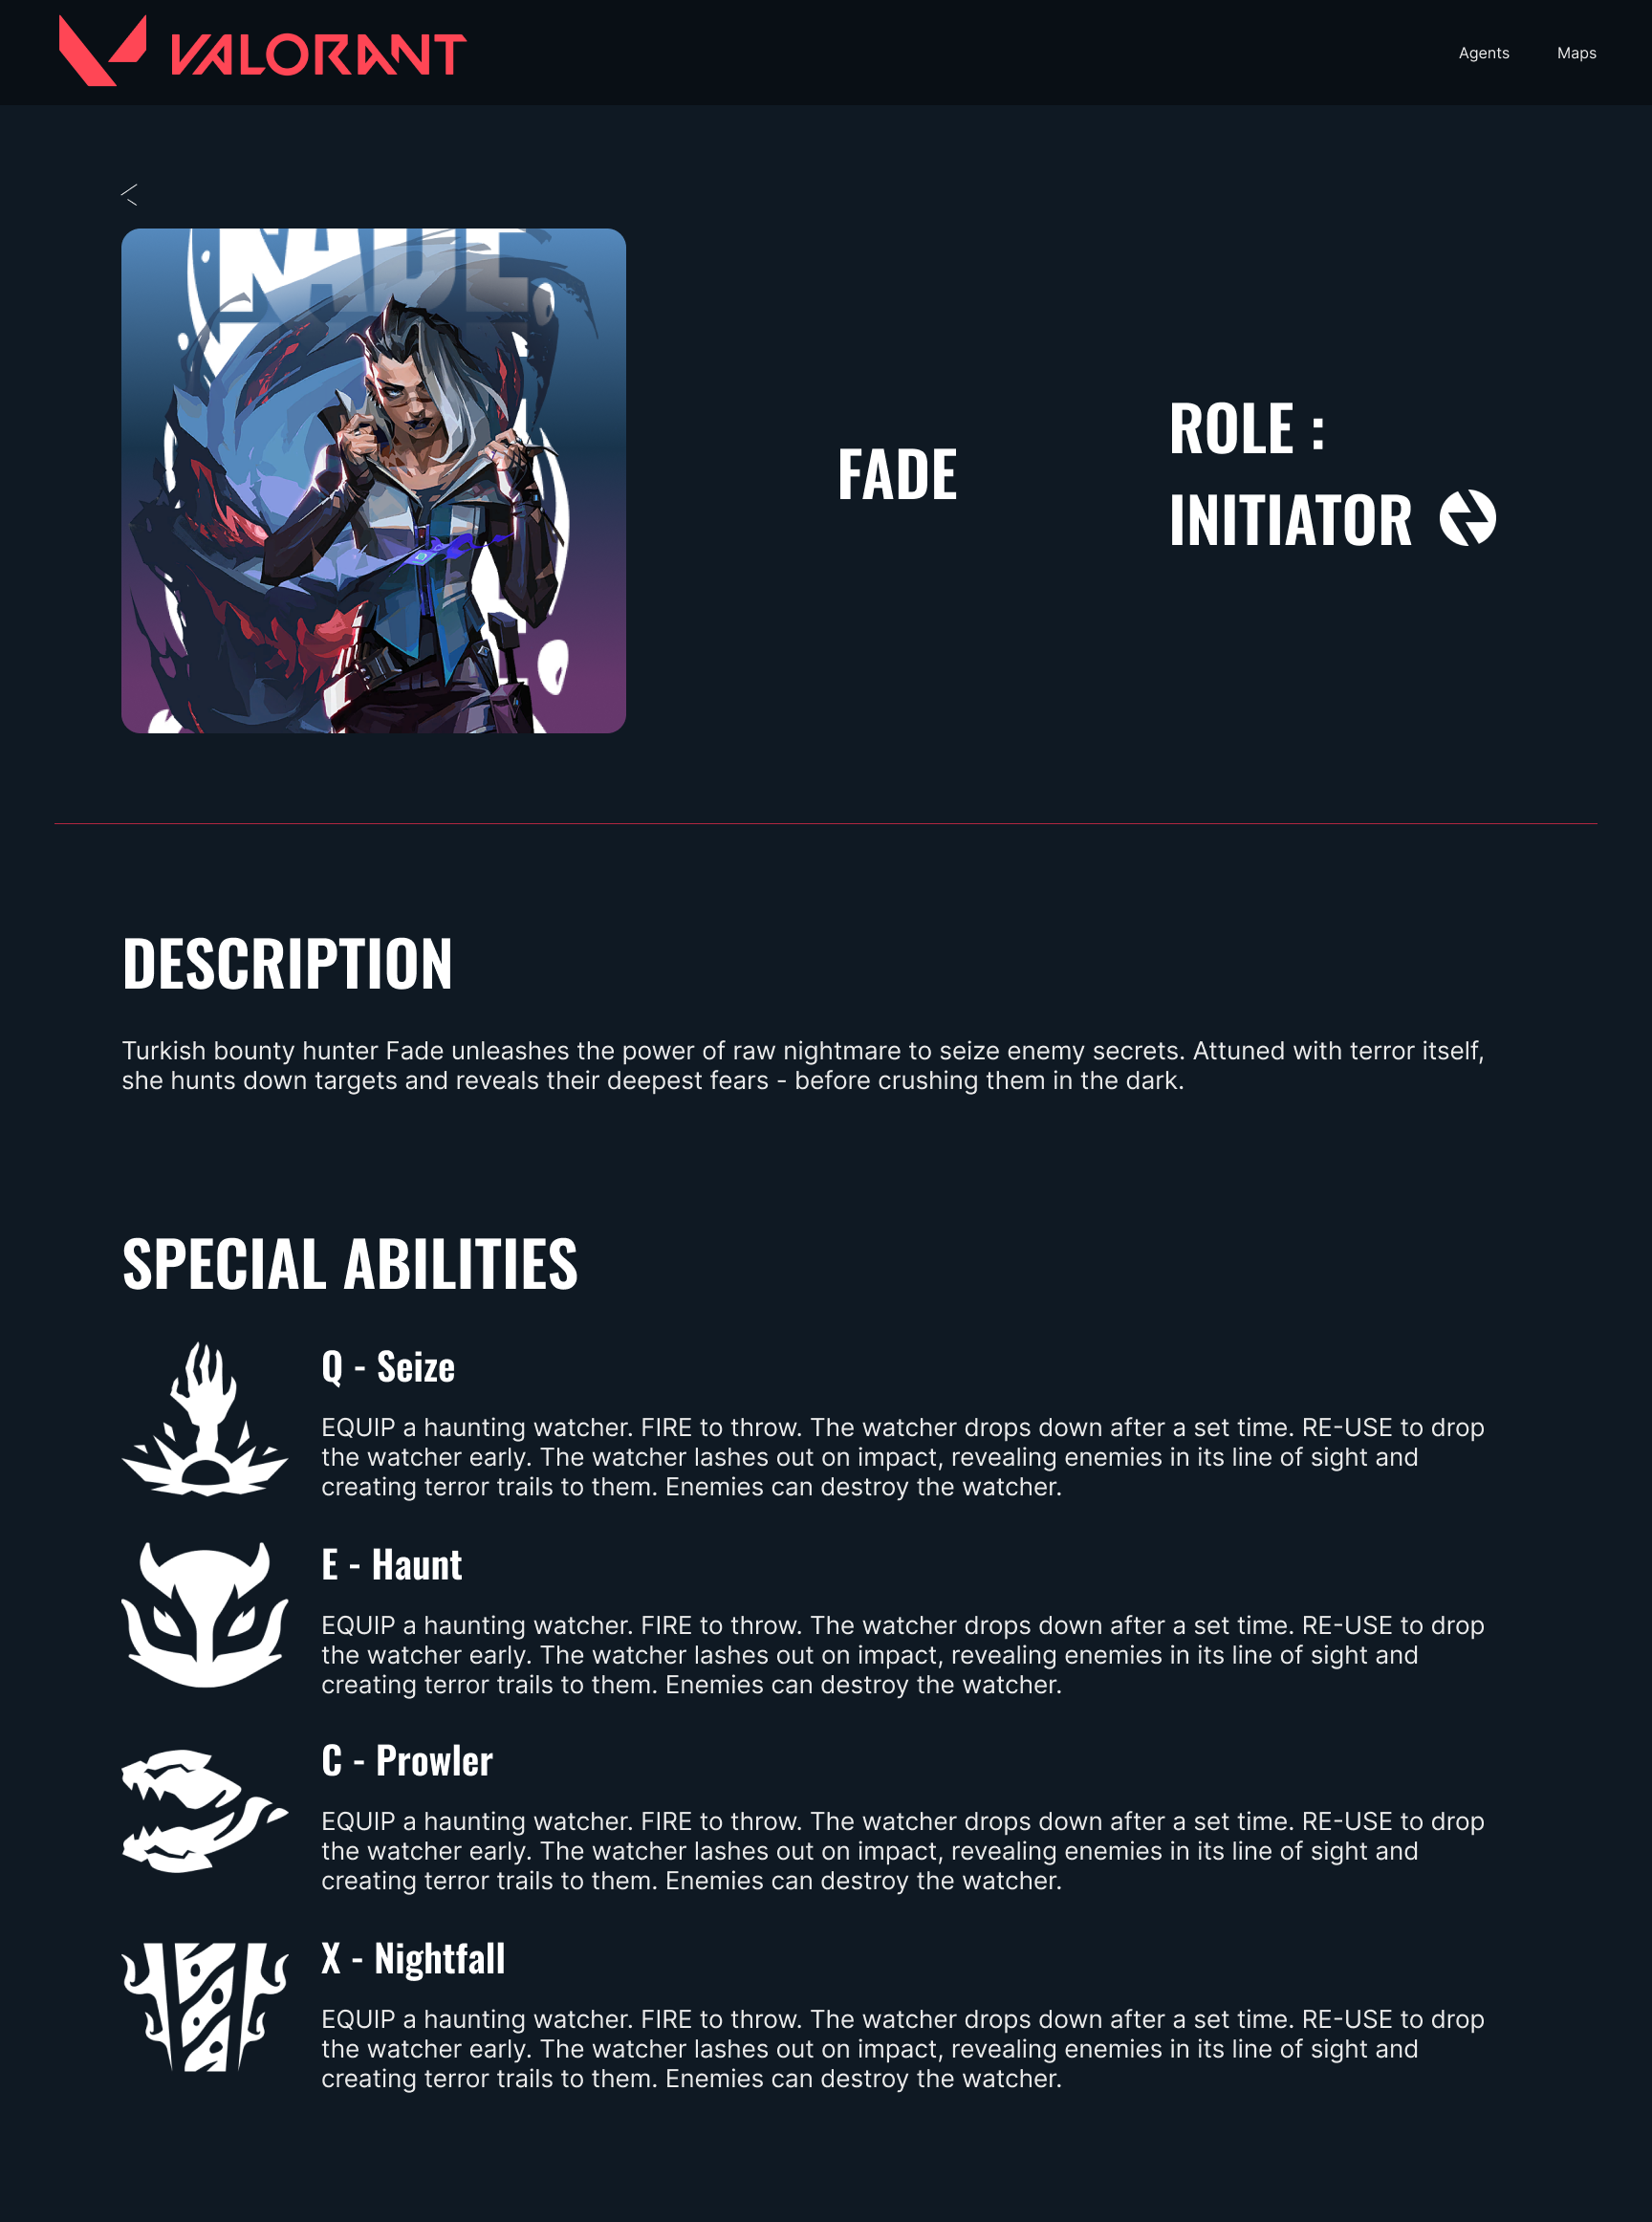 VALORANT
Agents
Maps
FADE
FADE
ROLE :
INITIATOR
DESCRIPTION
Turkish bounty hunter Fade unleashes the power of raw nightmare to seize enemy secrets. Attuned with terror itself,
she hunts down targets and reveals their deepest fears - before crushing them in the dark.
SPECIAL ABILITIES
Q - Seize
EQUIP a haunting watcher. FIRE to throw. The watcher drops down after a set time. RE-USE to drop
the watcher early. The watcher lashes out on impact, revealing enemies in its line of sight and
creating terror trails to them. Enemies can destroy the watcher.
E - Haunt
EQUIP a haunting watcher. FIRE to throw. The watcher drops down after a set time. RE-USE to drop
the watcher early. The watcher lashes out on impact, revealing enemies in its line of sight and
creating terror trails to them. Enemies can destroy the watcher.
C - Prowler
EQUIP a haunting watcher. FIRE to throw. The watcher drops down after a set time. RE-USE to drop
the watcher early. The watcher lashes out on impact, revealing enemies in its line of sight and
creating terror trails to them. Enemies can destroy the watcher.
X - Nightfall
EQUIP a haunting watcher. FIRE to throw. The watcher drops down after a set time. RE-USE to drop
the watcher early. The watcher lashes out on impact, revealing enemies in its line of sight and
creating terror trails to them. Enemies can destroy the watcher.